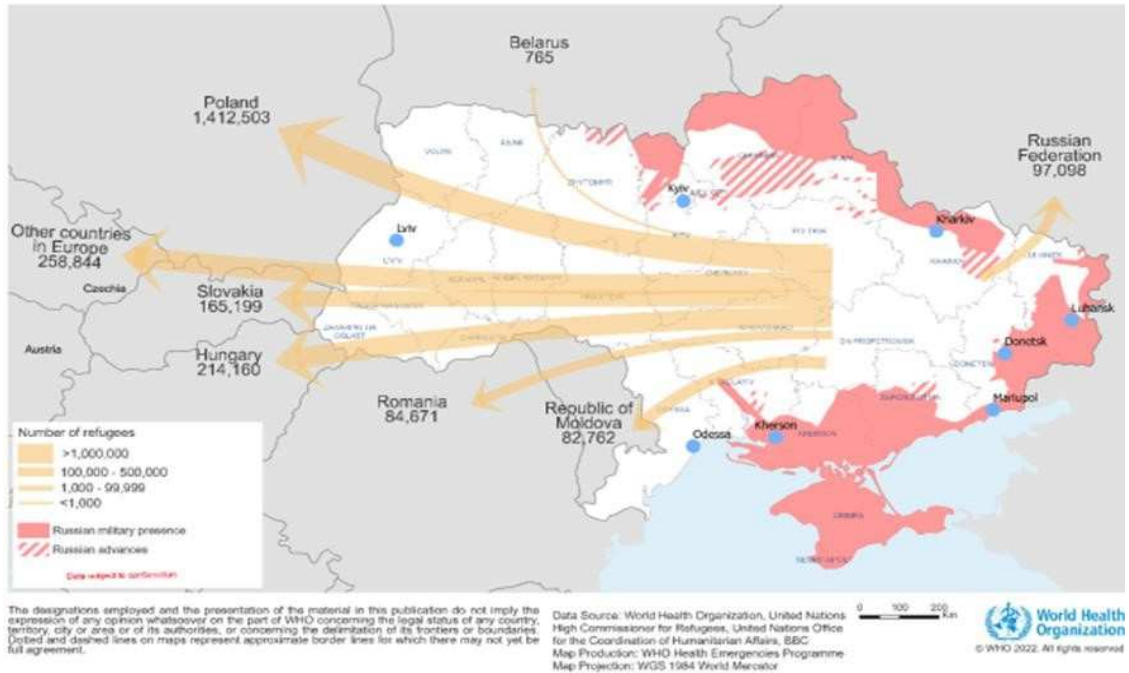 Belarus
765
Poland
1,412,503
Russian
Federation
97,098
Kyiv
Kharkiv
Lviv
Other countries
in Europe
258,844
Czechia
Slovakia
165,199
Luhansk
Austria
Hungary
214,160
Donetsk
Romania
84,671
Republic of
Moldova
82,762
Mariupol
Kherson
Odessa
Number of refugees
>1,000,000
100,000 - 500,000
1,000 - 99,999
<1,000
Russian military presence
Russian advances
Data subject to confirmation
The designations employed and the presentation of the material in this publication do not imply the
expression of any opinion whatsoever on the part of WHO concerning the legal status of any country,
territory, city or area or of its authorities, or concerning the delimitation of its frontiers or boundaries.
Dotted and dashed lines on maps represent approximate border lines for which there may not yet be
full agreement.
Data Source: World Health Organization, United Nations
High Commissioner for Refugees, United Nations Office
for the Coordination of Humanitarian Affairs, BBC
Map Production: WHO Health Emergencies Programme
Map Projection: WGS 1984 World Mercator
0 100 200
Km
World Health
Organization
© WHO 2022. All rights reserved